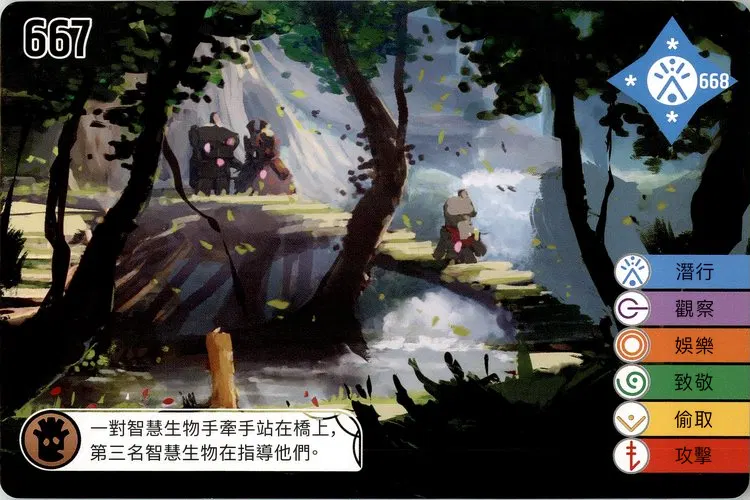 667
668
潛行
觀察
娛樂
致敬
偷取
攻擊
一對智慧生物手牽手站在橋上，
第三名智慧生物在指導他們。